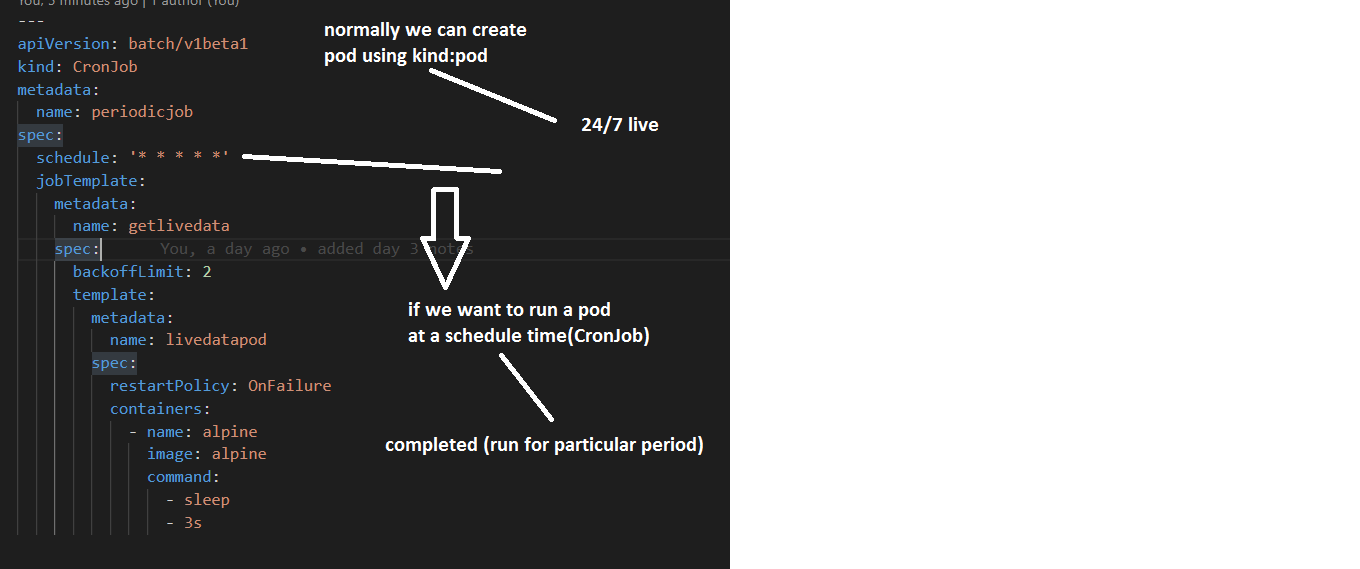 You, 5 minutes ago | 1 author (You)
---
apiVersion: batch/v1beta1
kind: CronJob
metadata:
  name: periodicjob
spec:
  schedule: '* * * * *'
  jobTemplate:
    metadata:
      name: getlivedata
    spec: You, a day ago • added day 3 notes
      backoffLimit: 2
      template:
        metadata:
          name: livedatapod
        spec:
          restartPolicy: OnFailure
          containers:
            - name: alpine
              image: alpine
              command:
                - sleep
                - 3s
normally we can create
pod using kind:pod
24/7 live
if we want to run a pod
at a schedule time(CronJob)
completed (run for particular period)